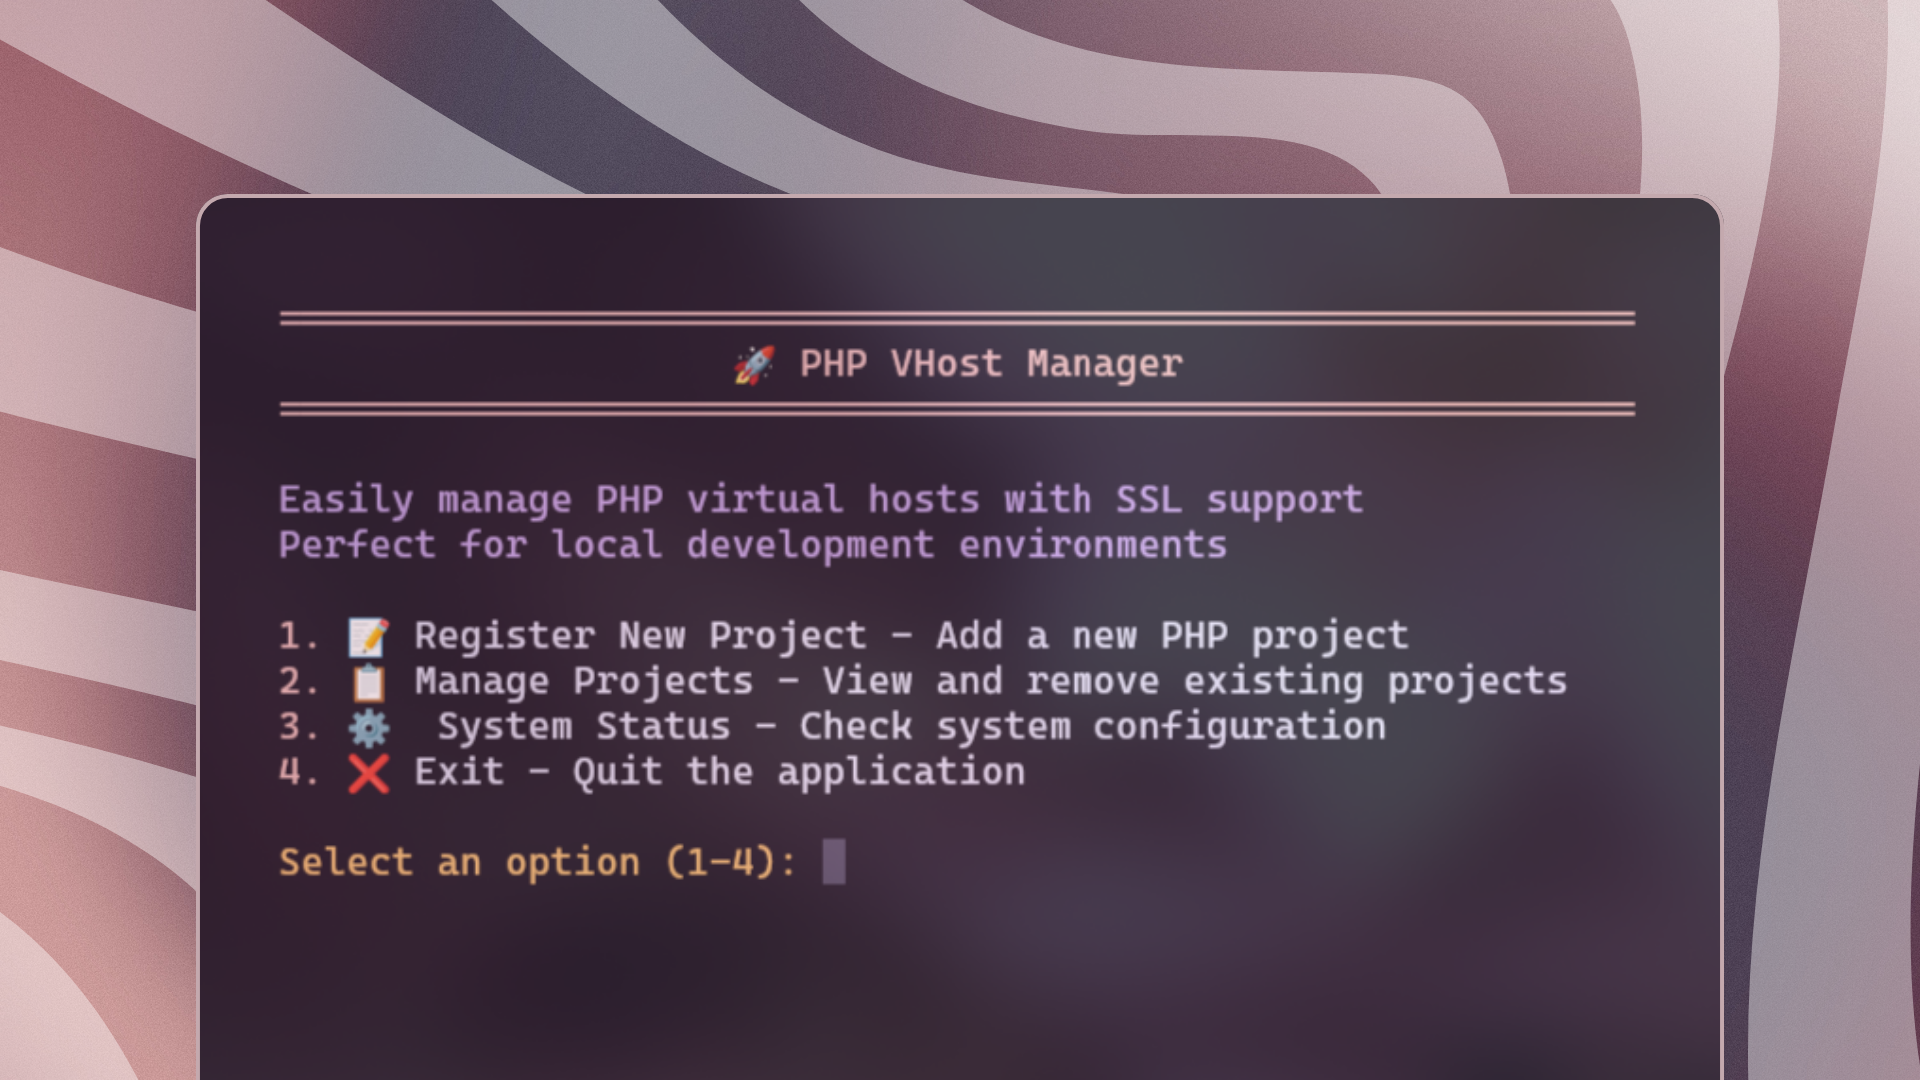 🚀 PHP VHost Manager
Easily manage PHP virtual hosts with SSL support
Perfect for local development environments
1. 📝 Register New Project - Add a new PHP project
2. 📋 Manage Projects - View and remove existing projects
3. ⚙️  System Status - Check system configuration
4. ❌ Exit - Quit the application
Select an option (1-4):